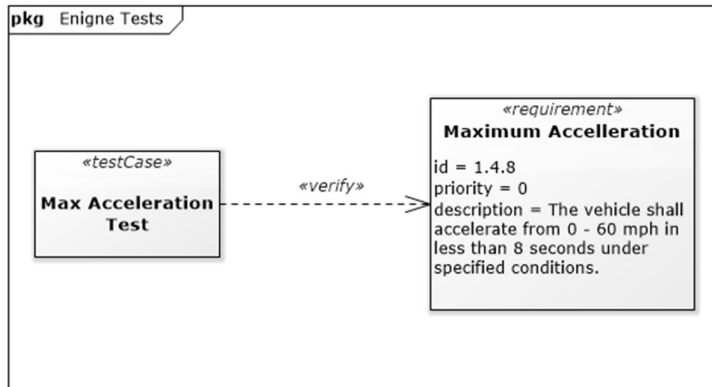 pkg Enigne Tests
«requirement»
Maximum Accelleration
«testCase»
Max Acceleration
Test
«verify»
id = 1.4.8
priority = 0
description = The vehicle shall
accelerate from 0 - 60 mph in
less than 8 seconds under
specified conditions.